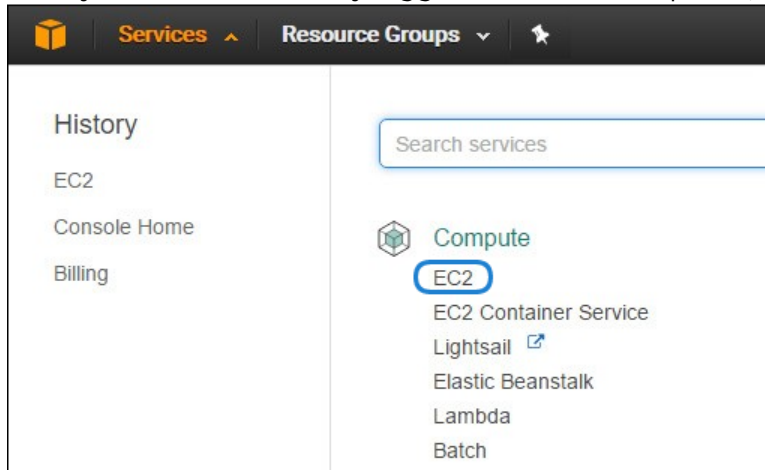 Services
Resource Groups
History
EC2
Console Home
Billing
Search services
Compute
EC2
EC2 Container Service
Lightsail
Elastic Beanstalk
Lambda
Batch